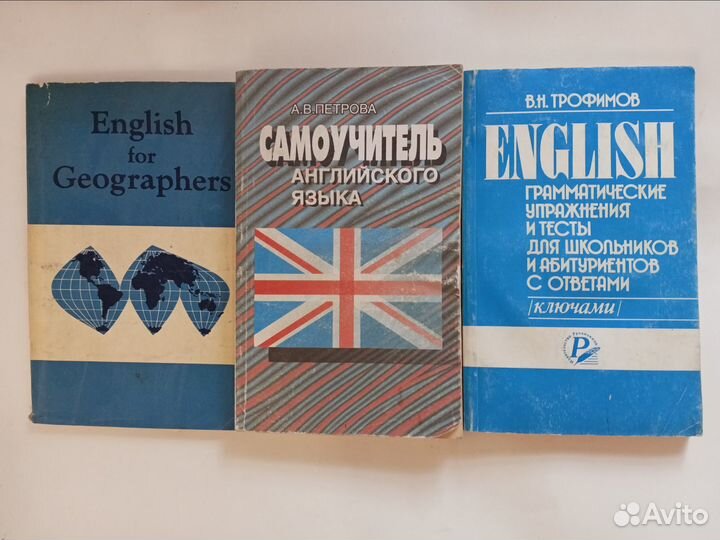 English
for
Geographers
А.В.ПЕТРОВА
САМОУЧИТЕЛЬ
АНГЛИЙСКОГО
ЯЗЫКА
В.Н. ТРОФИМОВ
ENGLISH
ГРАММАТИЧЕСКИЕ
УПРАЖНЕНИЯ
И ТЕСТЫ
ДЛЯ ШКОЛЬНИКОВ
И АБИТУРИЕНТОВ
С ОТВЕТАМИ
/ключами/
Р
Avito